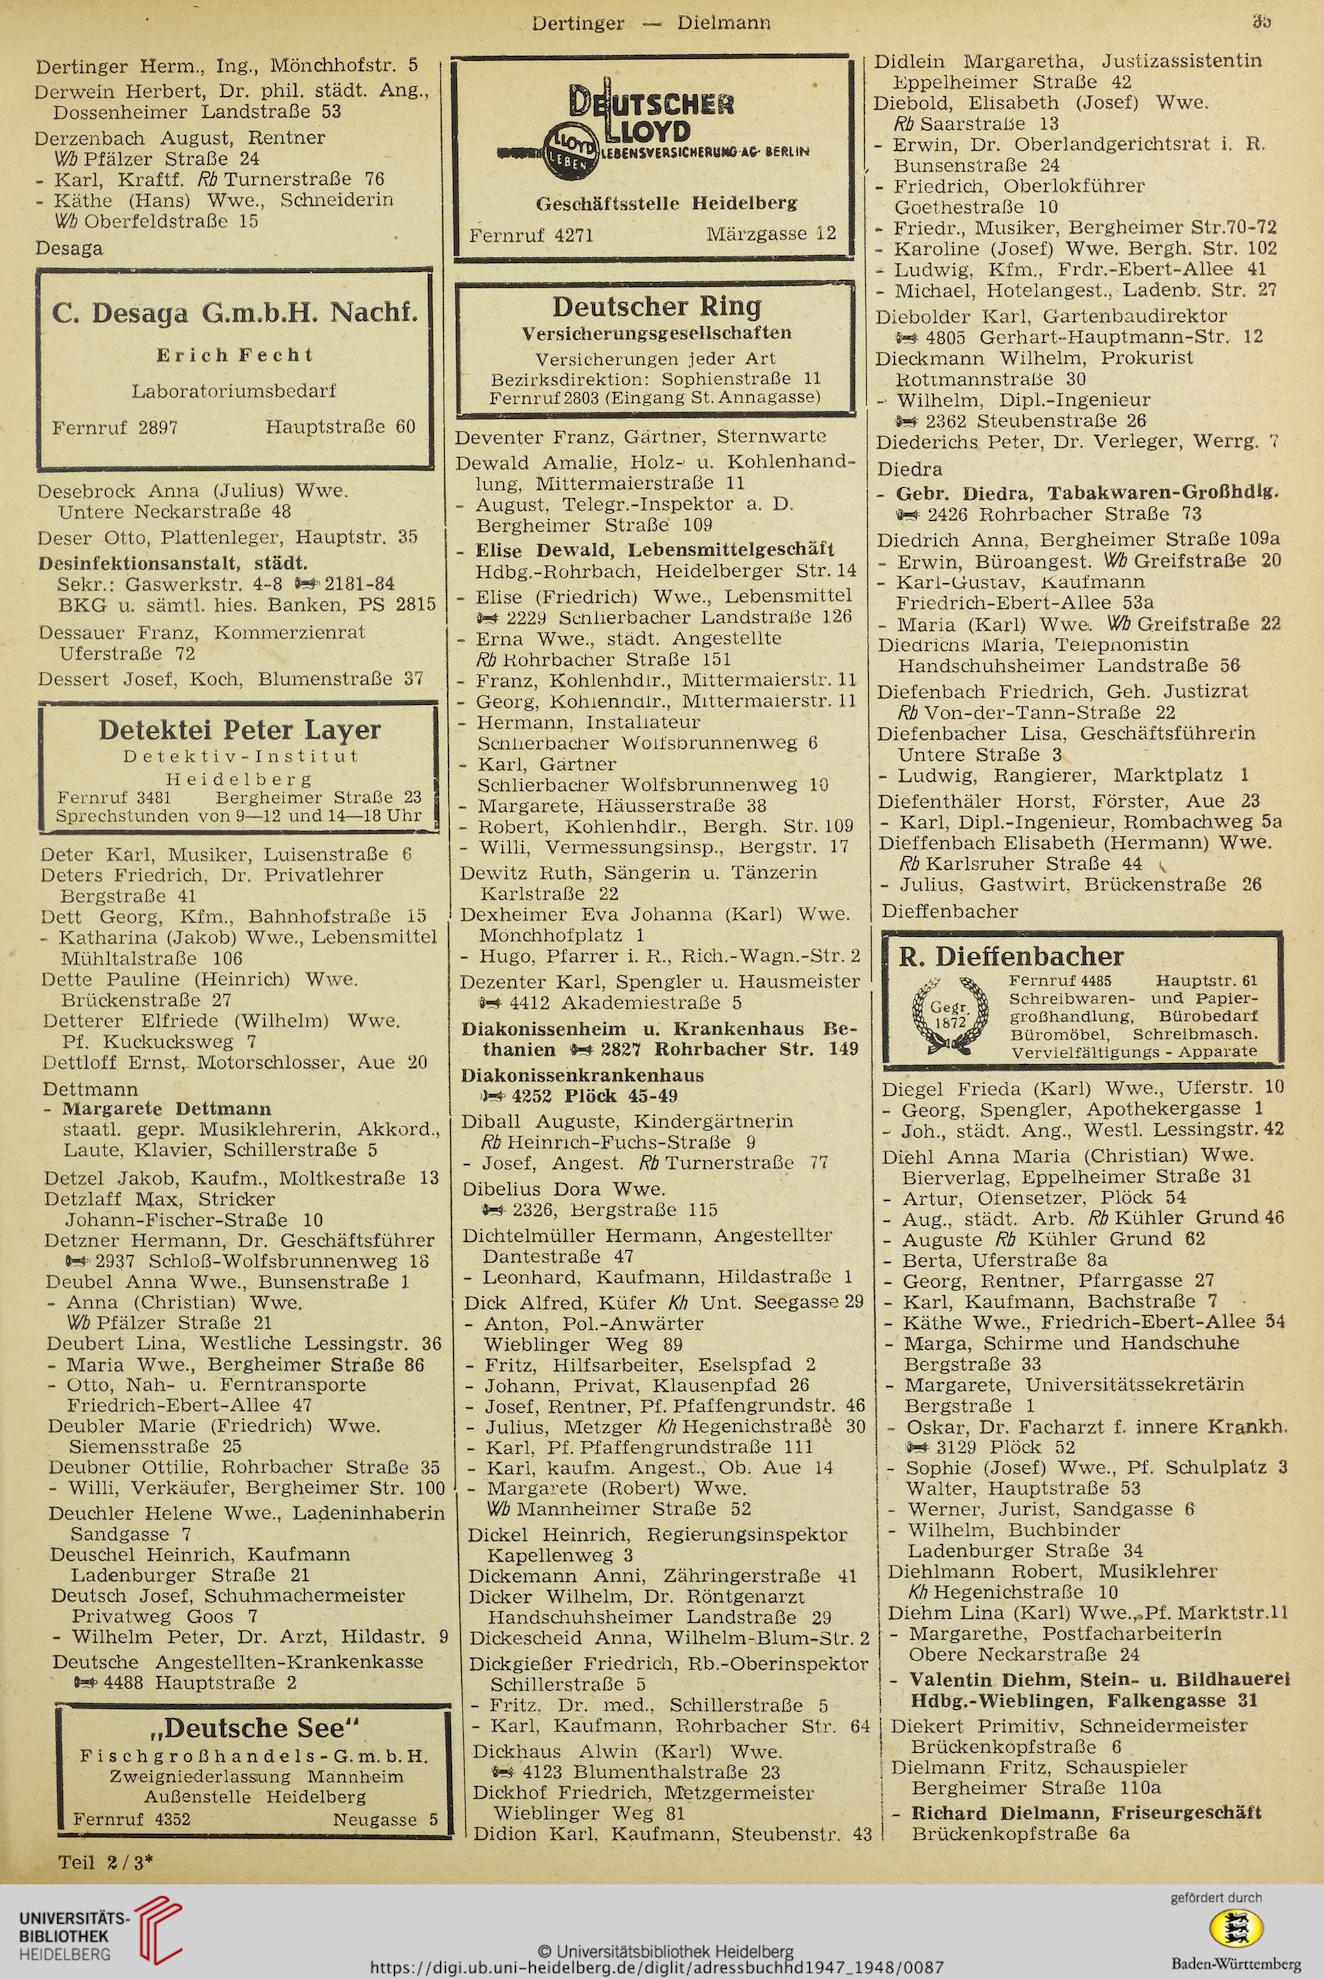 Dertinger — Dielmann
35
Dertinger Herm., Ing., Mönchhofstr. 5
Derwein Herbert, Dr. phil. städt. Ang.,
Dossenheimer Landstraße 53
Derzenbach August, Rentner
Wb Pfälzer Straße 24
- Karl, Kraftf. Rb Turnerstraße 76
- Käthe (Hans) Wwe., Schneiderin
Wb Oberfeldstraße 15
Desaga
C. Desaga G.m.b.H. Nachf.
Erich Fecht
Laboratoriumsbedarf
Fernruf 2897 Hauptstraße 60
Desebrock Anna (Julius) Wwe.
Untere Neckarstraße 48
Deser Otto, Plattenleger, Hauptstr. 35
Desinfektionsanstalt, städt.
Sekr.: Gaswerkstr. 4-8 2181-84
BKG u. sämtl. hies. Banken, PS 2815
Dessauer Franz, Kommerzienrat
Uferstraße 72
Dessert Josef, Koch, Blumenstraße 37
Detektei Peter Layer
Detektiv-Institut
Heidelberg
Fernruf 3481 Bergheimer Straße 23
Sprechstunden von 9—12 und 14—18 Uhr
Deter Karl, Musiker, Luisenstraße 6
Deters Friedrich, Dr. Privatlehrer
Bergstraße 41
Dett Georg, Kfm., Bahnhofstraße 15
- Katharina (Jakob) Wwe., Lebensmittel
Mühltalstraße 106
Dette Pauline (Heinrich) Wwe.
Brückenstraße 27
Detterer Elfriede (Wilhelm) Wwe.
Pf. Kuckucksweg 7
Dettloff Ernst, Motorschlosser, Aue 20
Dettmann
- Margarete Dettmann
staatl. gepr. Musiklehrerin, Akkord.,
Laute, Klavier, Schillerstraße 5
Detzel Jakob, Kaufm., Moltkestraße 13
Detzlaff Max, Stricker
Johann-Fischer-Straße 10
Detzner Hermann, Dr. Geschäftsführer
2937 Schloß-Wolfsbrunnenweg 18
Deubel Anna Wwe., Bunsenstraße 1
- Anna (Christian) Wwe.
Wb Pfälzer Straße 21
Deubert Lina, Westliche Lessingstr. 36
- Maria Wwe., Bergheimer Straße 86
- Otto, Nah- u. Ferntransporte
Friedrich-Ebert-Allee 47
Deubler Marie (Friedrich) Wwe.
Siemensstraße 25
Deubner Ottilie, Rohrbacher Straße 35
- Willi, Verkäufer, Bergheimer Str. 100
Deuchler Helene Wwe., Ladeninhaberin
Sandgasse 7
Deuschel Heinrich, Kaufmann
Ladenburger Straße 21
Deutsch Josef, Schuhmachermeister
Privatweg Goos 7
- Wilhelm Peter, Dr. Arzt, Hildastr. 9
Deutsche Angestellten-Krankenkasse
4488 Hauptstraße 2
„Deutsche See“
Fischgroßhandels-G.m.b.H.
Zweigniederlassung Mannheim
Außenstelle Heidelberg
Fernruf 4352 Neugasse 5
Teil 2/3*
DEUTSCHER
LLOYD
LEBENSVERSICHERUNG AG· BERLIN
LLOYD
LEBEN
Geschäftsstelle Heidelberg
Fernruf 4271 Märzgasse 12
Deutscher Ring
Versicherungsgesellschaften
Versicherungen jeder Art
Bezirksdirektion: Sophienstraße 11
Fernruf 2803 (Eingang St. Annagasse)
Deventer Franz, Gärtner, Sternwarte
Dewald Amalie, Holz- u. Kohlenhand-
lung, Mittermaierstraße 11
- August, Telegr.-Inspektor a. D.
Bergheimer Straße 109
- Elise Dewald, Lebensmittelgeschäft
Hdbg.-Rohrbach, Heidelberger Str. 14
- Elise (Friedrich) Wwe., Lebensmittel
2229 Schlierbacher Landstraße 126
- Erna Wwe., städt. Angestellte
Rb Rohrbacher Straße 151
- Franz, Kohlenhdlr., Mittermaierstr. 11
- Georg, Kohlenhdlr., Mittermaierstr. 11
- Hermann, Installateur
Schlierbacher Wolfsbrunnenweg 6
- Karl, Gärtner
Schlierbacher Wolfsbrunnenweg 10
- Margarete, Häusserstraße 38
- Robert, Kohlenhdlr., Bergh. Str. 109
- Willi, Vermessungsinsp., Bergstr. 17
Dewitz Ruth, Sängerin u. Tänzerin
Karlstraße 22
Dexheimer Eva Johanna (Karl) Wwe.
Mönchhofplatz 1
- Hugo, Pfarrer i. R., Rich.-Wagn.-Str. 2
Dezenter Karl, Spengler u. Hausmeister
4412 Akademiestraße 5
Diakonissenheim u. Krankenhaus Be-
thanien 2827 Rohrbacher Str. 149
Diakonissenkrankenhaus
4252 Plöck 45-49
Diball Auguste, Kindergärtnerin
Rb Heinrich-Fuchs-Straße 9
- Josef, Angest. Rb Turnerstraße 77
Dibelius Dora Wwe.
2326, Bergstraße 115
Dichtelmüller Hermann, Angestellter
Dantestraße 47
- Leonhard, Kaufmann, Hildastraße 1
Dick Alfred, Küfer Kh Unt. Seegasse 29
- Anton, Pol.-Anwärter
Wieblinger Weg 89
- Fritz, Hilfsarbeiter, Eselspfad 2
- Johann, Privat, Klausenpfad 26
- Josef, Rentner, Pf. Pfaffengrundstr. 46
- Julius, Metzger Kh Hegenichstraße 30
- Karl, Pf. Pfaffengrundstraße 111
- Karl, kaufm. Angest., Ob. Aue 14
- Margarete (Robert) Wwe.
Wb Mannheimer Straße 52
Dickel Heinrich, Regierungsinspektor
Kapellenweg 3
Dickemann Anni, Zähringerstraße 41
Dicker Wilhelm, Dr. Röntgenarzt
Handschuhsheimer Landstraße 29
Dickescheid Anna, Wilhelm-Blum-Str. 2
Dickgießer Friedrich, Rb.-Oberinspektor
Schillerstraße 5
- Fritz, Dr. med., Schillerstraße 5
- Karl, Kaufmann, Rohrbacher Str. 64
Dickhaus Alwin (Karl) Wwe.
4123 Blumenthalstraße 23
Dickhof Friedrich, Metzgermeister
Wieblinger Weg 81
Didion Karl, Kaufmann, Steubenstr. 43
Didlein Margaretha, Justizassistentin
Eppelheimer Straße 42
Diebold, Elisabeth (Josef) Wwe.
Rb Saarstraße 13
- Erwin, Dr. Oberlandgerichtsrat i. R.
Bunsenstraße 24
- Friedrich, Oberlokführer
Goethestraße 10
- Friedr., Musiker, Bergheimer Str.70-72
- Karoline (Josef) Wwe. Bergh. Str. 102
- Ludwig, Kfm., Frdr.-Ebert-Allee 41
- Michael, Hotelangest., Ladenb. Str. 27
Diebolder Karl, Gartenbaudirektor
4805 Gerhart-Hauptmann-Str. 12
Dieckmann Wilhelm, Prokurist
Rottmannstraße 30
- Wilhelm, Dipl.-Ingenieur
2362 Steubenstraße 26
Diederichs Peter, Dr. Verleger, Werrg. 7
Diedra
- Gebr. Diedra, Tabakwaren-Großhdlg.
2426 Rohrbacher Straße 73
Diedrich Anna, Bergheimer Straße 109a
- Erwin, Büroangest. Wb Greifstraße 20
- Karl-Gustav, Kaufmann
Friedrich-Ebert-Allee 53a
- Maria (Karl) Wwe. Wb Greifstraße 22
Diedrichs Maria, Telephonistin
Handschuhsheimer Landstraße 56
Diefenbach Friedrich, Geh. Justizrat
Rb Von-der-Tann-Straße 22
Diefenbacher Lisa, Geschäftsführerin
Untere Straße 3
- Ludwig, Rangierer, Marktplatz 1
Diefenthäler Horst, Förster, Aue 23
- Karl, Dipl.-Ingenieur, Rombachweg 5a
Dieffenbach Elisabeth (Hermann) Wwe.
Rb Karlsruher Straße 44
- Julius, Gastwirt, Brückenstraße 26
Dieffenbacher
R. Dieffenbacher
Gegr.
1872
Fernruf 4485 Hauptstr. 61
Schreibwaren- und Papier-
großhandlung, Bürobedarf
Büromöbel, Schreibmasch.
Vervielfältigungs - Apparate
Diegel Frieda (Karl) Wwe., Uferstr. 10
- Georg, Spengler, Apothekergasse 1
- Joh., städt. Ang., Westl. Lessingstr. 42
Diehl Anna Maria (Christian) Wwe.
Bierverlag, Eppelheimer Straße 31
- Artur, Ofensetzer, Plöck 54
- Aug., städt. Arb. Rb Kühler Grund 46
- Auguste Rb Kühler Grund 62
- Berta, Uferstraße 8a
- Georg, Rentner, Pfarrgasse 27
- Karl, Kaufmann, Bachstraße 7
- Käthe Wwe., Friedrich-Ebert-Allee 34
- Marga, Schirme und Handschuhe
Bergstraße 33
- Margarete, Universitätssekretärin
Bergstraße 1
- Oskar, Dr. Facharzt f. innere Krankh.
3129 Plöck 52
- Sophie (Josef) Wwe., Pf. Schulplatz 3
Walter, Hauptstraße 53
- Werner, Jurist, Sandgasse 6
- Wilhelm, Buchbinder
Ladenburger Straße 34
Diehlmann Robert, Musiklehrer
Kh Hegenichstraße 10
Diehm Lina (Karl) Wwe., Pf. Marktstr.11
- Margarethe, Postfacharbeiterin
Obere Neckarstraße 24
- Valentin Diehm, Stein- u. Bildhauerei
Hdbg.-Wieblingen, Falkengasse 31
Diekert Primitiv, Schneidermeister
Brückenkopfstraße 6
Dielmann Fritz, Schauspieler
Bergheimer Straße 110a
- Richard Dielmann, Friseurgeschäft
Brückenkopfstraße 6a
UNIVERSITÄTS-
BIBLIOTHEK
HEIDELBERG
© Universitätsbibliothek Heidelberg
https://digi.ub.uni-heidelberg.de/diglit/adressbuchhd1947_1948/0087
gefördert durch
Baden-Württemberg